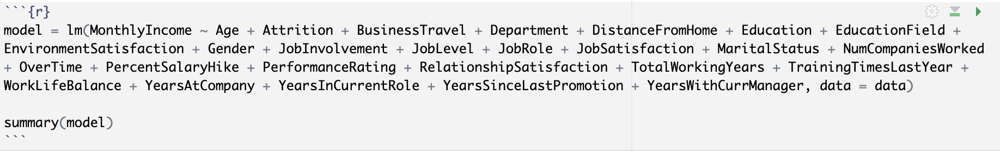 ```{r}
model = lm(MonthlyIncome ~ Age + Attrition + BusinessTravel + Department + DistanceFromHome + Education + EducationField +
EnvironmentSatisfaction + Gender + JobInvolvement + JobLevel + JobRole + JobSatisfaction + MaritalStatus + NumCompaniesWorked
+ OverTime + PercentSalaryHike + PerformanceRating + RelationshipSatisfaction + TotalWorkingYears + TrainingTimesLastYear +
WorkLifeBalance + YearsAtCompany + YearsInCurrentRole + YearsSinceLastPromotion + YearsWithCurrManager, data = data)
summary(model)
```